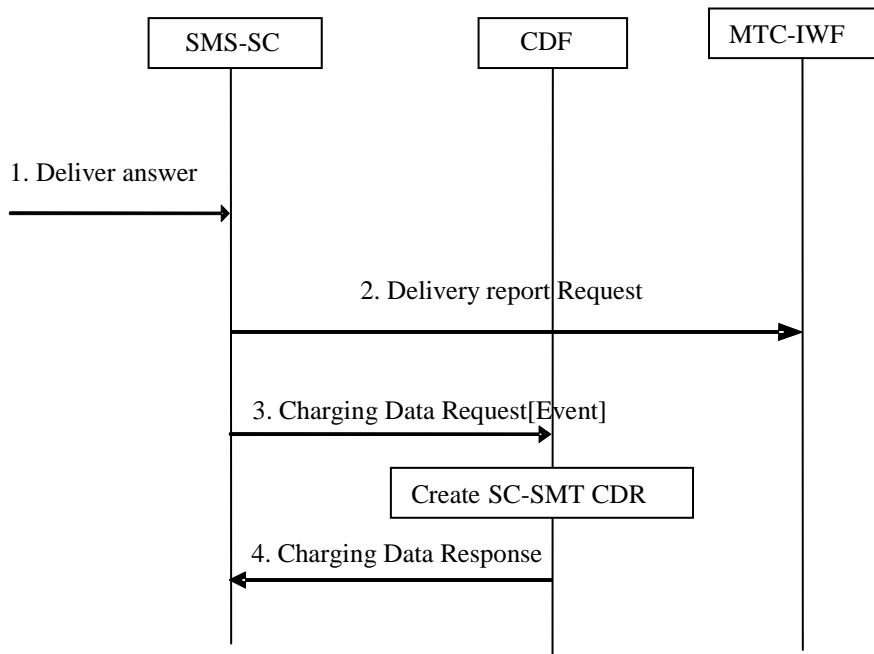 SMS-SC
CDF
MTC-IWF
1. Deliver answer
2. Delivery report Request
3. Charging Data Request[Event]
Create SC-SMT CDR
4. Charging Data Response